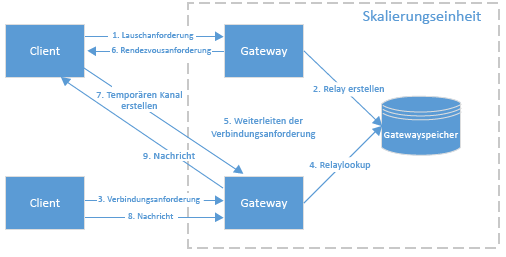 Skalierungseinheit
Client
1. Lauschanforderung
6. Rendezvousanforderung
Gateway
2. Relay erstellen
7. Temporären Kanal
erstellen
5. Weiterleiten der
Verbindungsanforderung
Gatewayspeicher
9. Nachricht
4. Relaylookup
Client
3. Verbindungsanforderung
8. Nachricht
Gateway